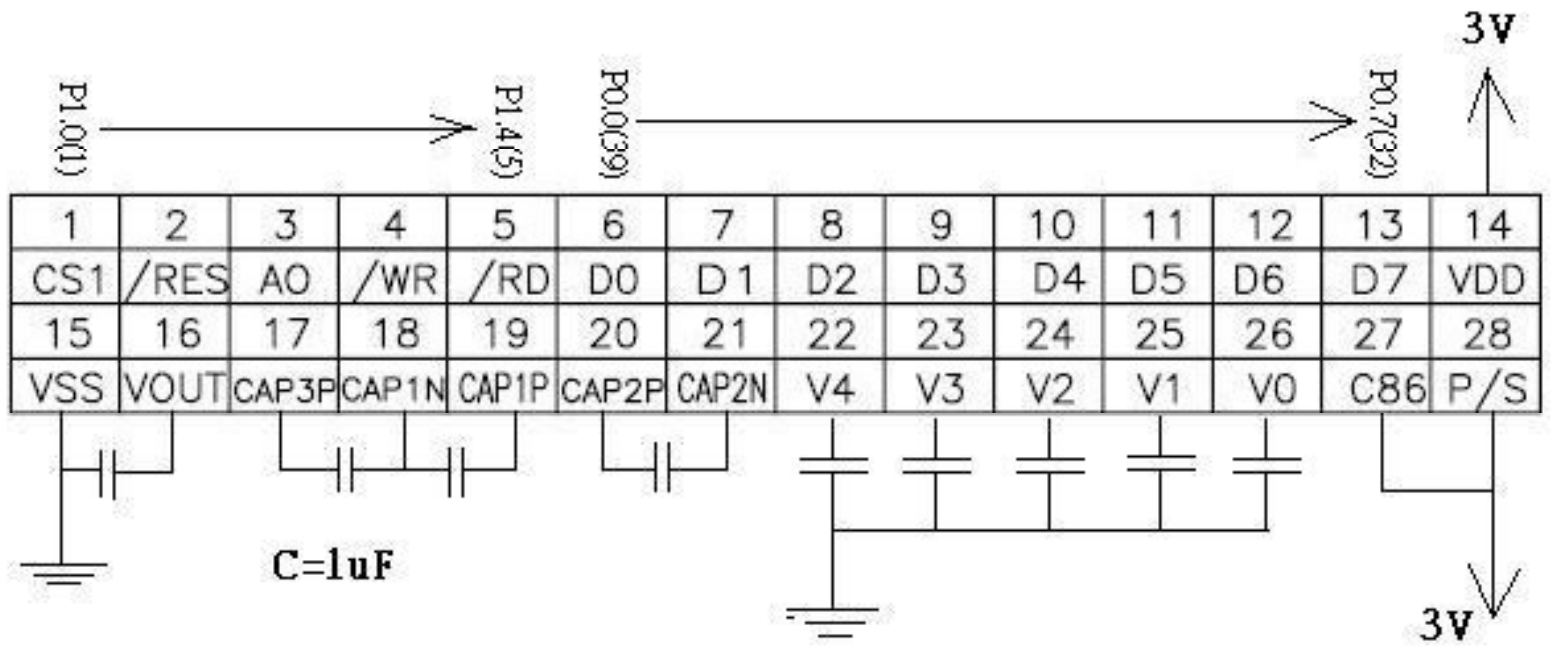 3V
P1.0(1) P1.4(5) P0.0(39) P0.7(32)
1 2 3 4 5 6 7 8 9 10 11 12 13 14
CS1 /RES A0 /WR /RD D0 D1 D2 D3 D4 D5 D6 D7 VDD
15 16 17 18 19 20 21 22 23 24 25 26 27 28
VSS VOUT CAP3P CAP1N CAP1P CAP2P CAP2N V4 V3 V2 V1 V0 C86 P/S
C=1uF
3V